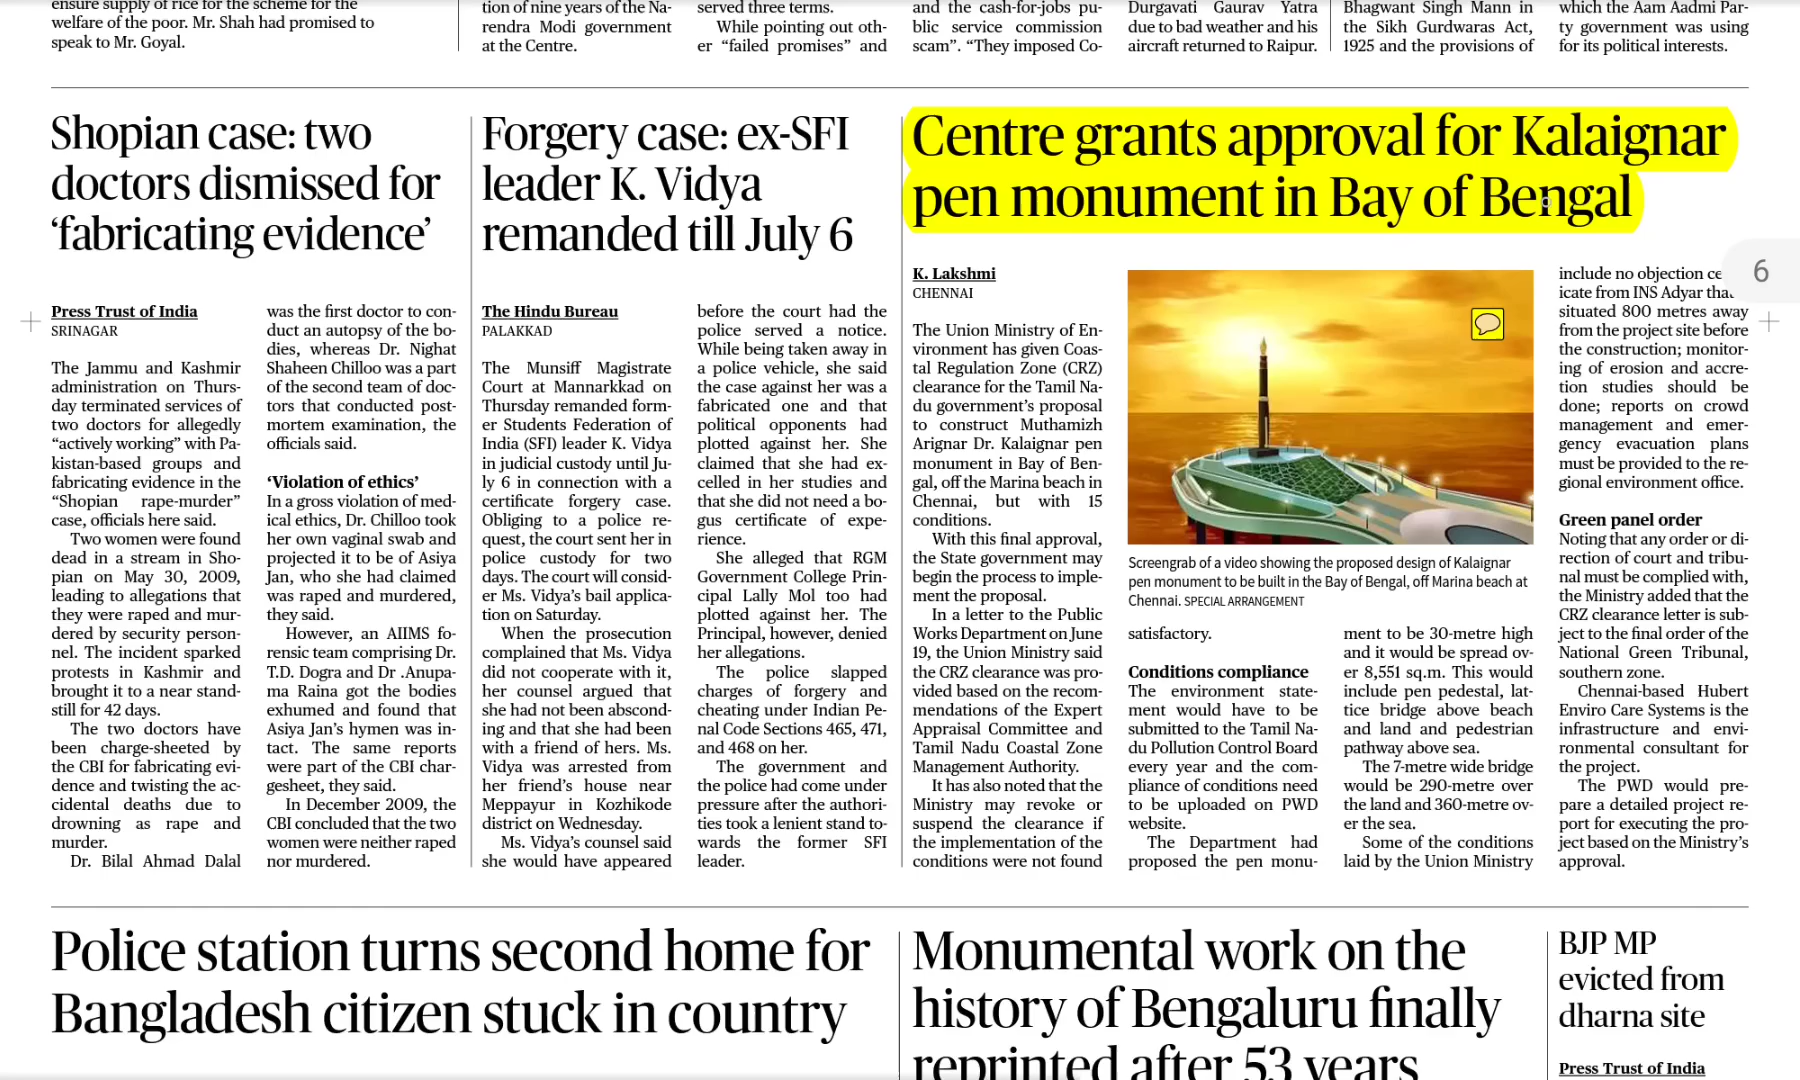 ensure supply of rice for the scheme for the
welfare of the poor. Mr. Shah had promised to
speak to Mr. Goyal.
tion of nine years of the Na-
rendra Modi government
at the Centre.
served three terms.
While pointing out oth-
er “failed promises” and
and the cash-for-jobs pu-
blic service commission
scam”. “They imposed Co-
Durgavati Gaurav Yatra
due to bad weather and his
aircraft returned to Raipur.
Bhagwant Singh Mann in
the Sikh Gurdwaras Act,
1925 and the provisions of
which the Aam Aadmi Par-
ty government was using
for its political interests.
Shopian case: two
doctors dismissed for
‘fabricating evidence’
Press Trust of India
SRINAGAR
The Jammu and Kashmir
administration on Thurs-
day terminated services of
two doctors for allegedly
“actively working” with Pa-
kistan-based groups and
fabricating evidence in the
“Shopian rape-murder”
case, officials here said.
Two women were found
dead in a stream in Sho-
pian on May 30, 2009,
leading to allegations that
they were raped and mur-
dered by security person-
nel. The incident sparked
protests in Kashmir and
brought it to a near stand-
still for 42 days.
The two doctors have
been charge-sheeted by
the CBI for fabricating evi-
dence and twisting the ac-
cidental deaths due to
drowning as rape and
murder.
Dr. Bilal Ahmad Dalal
was the first doctor to con-
duct an autopsy of the bo-
dies, whereas Dr. Nighat
Shaheen Chilloo was a part
of the second team of doc-
tors that conducted post-
mortem examination, the
officials said.
‘Violation of ethics’
In a gross violation of med-
ical ethics, Dr. Chilloo took
her own vaginal swab and
projected it to be of Asiya
Jan, who she had claimed
was raped and murdered,
they said.
However, an AIIMS fo-
rensic team comprising Dr.
T.D. Dogra and Dr .Anupa-
ma Raina got the bodies
exhumed and found that
Asiya Jan’s hymen was in-
tact. The same reports
were part of the CBI char-
gesheet, they said.
In December 2009, the
CBI concluded that the two
women were neither raped
nor murdered.
Forgery case: ex-SFI
leader K. Vidya
remanded till July 6
The Hindu Bureau
PALAKKAD
The Munsiff Magistrate
Court at Mannarkkad on
Thursday remanded form-
er Students Federation of
India (SFI) leader K. Vidya
in judicial custody until Ju-
ly 6 in connection with a
certificate forgery case.
Obliging to a police re-
quest, the court sent her in
police custody for two
days. The court will consid-
er Ms. Vidya’s bail applica-
tion on Saturday.
When the prosecution
complained that Ms. Vidya
did not cooperate with it,
her counsel argued that
she had not been abscond-
ing and that she had been
with a friend of hers. Ms.
Vidya was arrested from
her friend’s house near
Meppayur in Kozhikode
district on Wednesday.
Ms. Vidya’s counsel said
she would have appeared
before the court had the
police served a notice.
While being taken away in
a police vehicle, she said
the case against her was a
fabricated one and that
political opponents had
plotted against her. She
claimed that she had ex-
celled in her studies and
that she did not need a bo-
gus certificate of expe-
rience.
She alleged that RGM
Government College Prin-
cipal Lally Mol too had
plotted against her. The
Principal, however, denied
her allegations.
The police slapped
charges of forgery and
cheating under Indian Pe-
nal Code Sections 465, 471,
and 468 on her.
The government and
the police had come under
pressure after the authori-
ties took a lenient stand to-
wards the former SFI
leader.
Centre grants approval for Kalaignar
pen monument in Bay of Bengal
K. Lakshmi
CHENNAI
The Union Ministry of En-
vironment has given Coas-
tal Regulation Zone (CRZ)
clearance for the Tamil Na-
du government’s proposal
to construct Muthamizh
Arignar Dr. Kalaignar pen
monument in Bay of Ben-
gal, off the Marina beach in
Chennai, but with 15
conditions.
With this final approval,
the State government may
begin the process to imple-
ment the proposal.
In a letter to the Public
Works Department on June
19, the Union Ministry said
the CRZ clearance was pro-
vided based on the recom-
mendations of the Expert
Appraisal Committee and
Tamil Nadu Coastal Zone
Management Authority.
It has also noted that the
Ministry may revoke or
suspend the clearance if
the implementation of the
conditions were not found
Screengrab of a video showing the proposed design of Kalaignar
pen monument to be built in the Bay of Bengal, off Marina beach at
Chennai. SPECIAL ARRANGEMENT
satisfactory.
Conditions compliance
The environment state-
ment would have to be
submitted to the Tamil Na-
du Pollution Control Board
every year and the com-
pliance of conditions need
to be uploaded on PWD
website.
The Department had
proposed the pen monu-
ment to be 30-metre high
and it would be spread ov-
er 8,551 sq.m. This would
include pen pedestal, lat-
tice bridge above beach
and land and pedestrian
pathway above sea.
The 7-metre wide bridge
would be 290-metre over
the land and 360-metre ov-
er the sea.
Some of the conditions
laid by the Union Ministry
include no objection ce
icate from INS Adyar tha
situated 800 metres away
from the project site before
the construction; monitor-
ing of erosion and accre-
tion studies should be
done; reports on crowd
management and emer-
gency evacuation plans
must be provided to the re-
gional environment office.
Green panel order
Noting that any order or di-
rection of court and tribu-
nal must be complied with,
the Ministry added that the
CRZ clearance letter is sub-
ject to the final order of the
National Green Tribunal,
southern zone.
Chennai-based Hubert
Enviro Care Systems is the
infrastructure and envi-
ronmental consultant for
the project.
The PWD would pre-
pare a detailed project re-
port for executing the pro-
ject based on the Ministry’s
approval.
6
Police station turns second home for
Bangladesh citizen stuck in country
Monumental work on the
history of Bengaluru finally
reprinted after 53 years
BJP MP
evicted from
dharna site
Press Trust of India